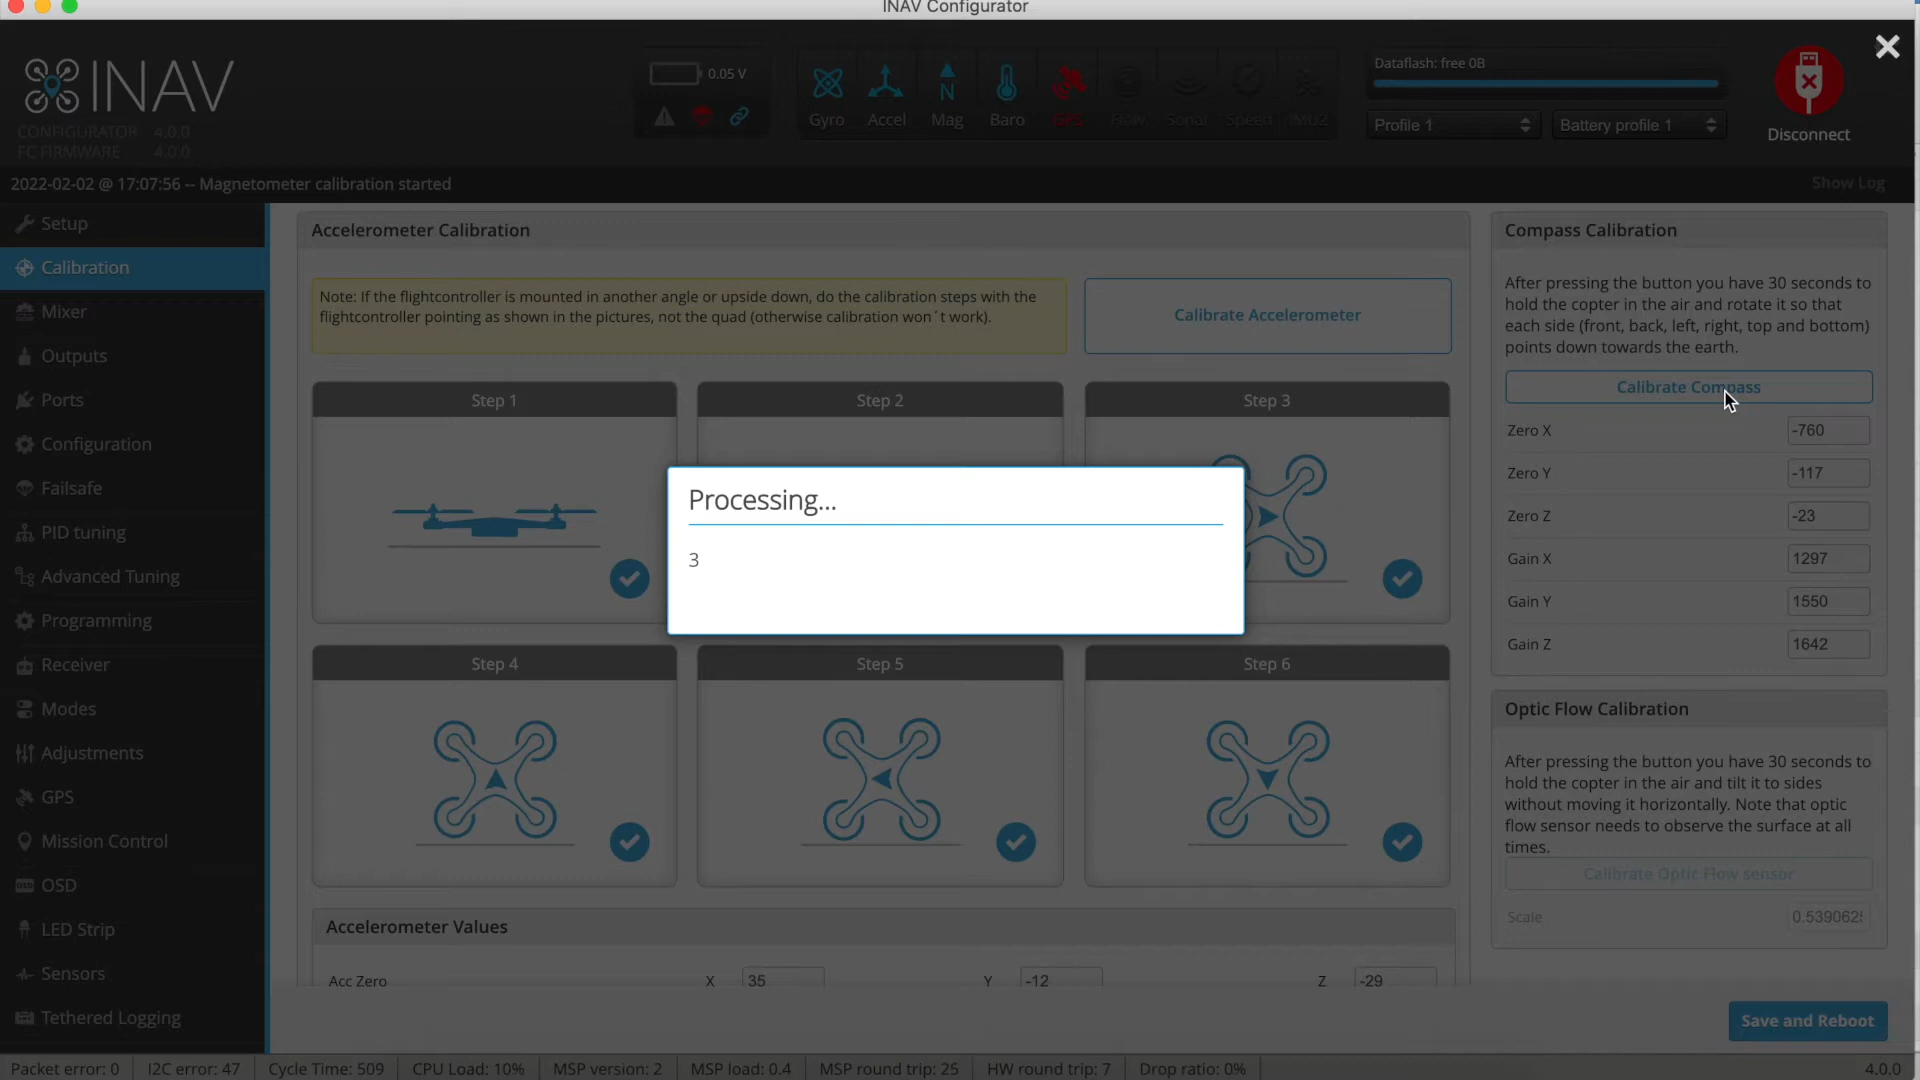 INAV Configurator
INAV
CONFIGURATOR 4.0.0
FC FIRMWARE 4.0.0
0.05 V
Gyro
Accel
N
Mag
Baro
GPS
Flow
Sonar
Speed
IMU2
Dataflash: free 0B
Profile 1
Battery profile 1
Disconnect
2022-02-02 @ 17:07:56 -- Magnetometer calibration started
Show Log
Setup
Calibration
Mixer
Outputs
Ports
Configuration
Failsafe
PID tuning
Advanced Tuning
Programming
Receiver
Modes
Adjustments
GPS
Mission Control
OSD
LED Strip
Sensors
Tethered Logging
Accelerometer Calibration
Note: If the flightcontroller is mounted in another angle or upside down, do the calibration steps with the
flightcontroller pointing as shown in the pictures, not the quad (otherwise calibration won´t work).
Calibrate Accelerometer
Step 1
Step 2
Step 3
Processing...
3
Step 4
Step 5
Step 6
Accelerometer Values
Acc Zero
X
35
Y
-12
Z
-29
Compass Calibration
After pressing the button you have 30 seconds to
hold the copter in the air and rotate it so that
each side (front, back, left, right, top and bottom)
points down towards the earth.
Calibrate Compass
Zero X -760
Zero Y -117
Zero Z -23
Gain X 1297
Gain Y 1550
Gain Z 1642
Optic Flow Calibration
After pressing the button you have 30 seconds to
hold the copter in the air and tilt it to sides
without moving it horizontally. Note that optic
flow sensor needs to observe the surface at all
times.
Calibrate Optic Flow sensor
Scale
Save and Reboot
Packet error: 0
I2C error: 47
Cycle Time: 509
CPU Load: 10%
MSP version: 2
MSP load: 0.4
MSP round trip: 25
HW round trip: 7
Drop ratio: 0%
4.0.0